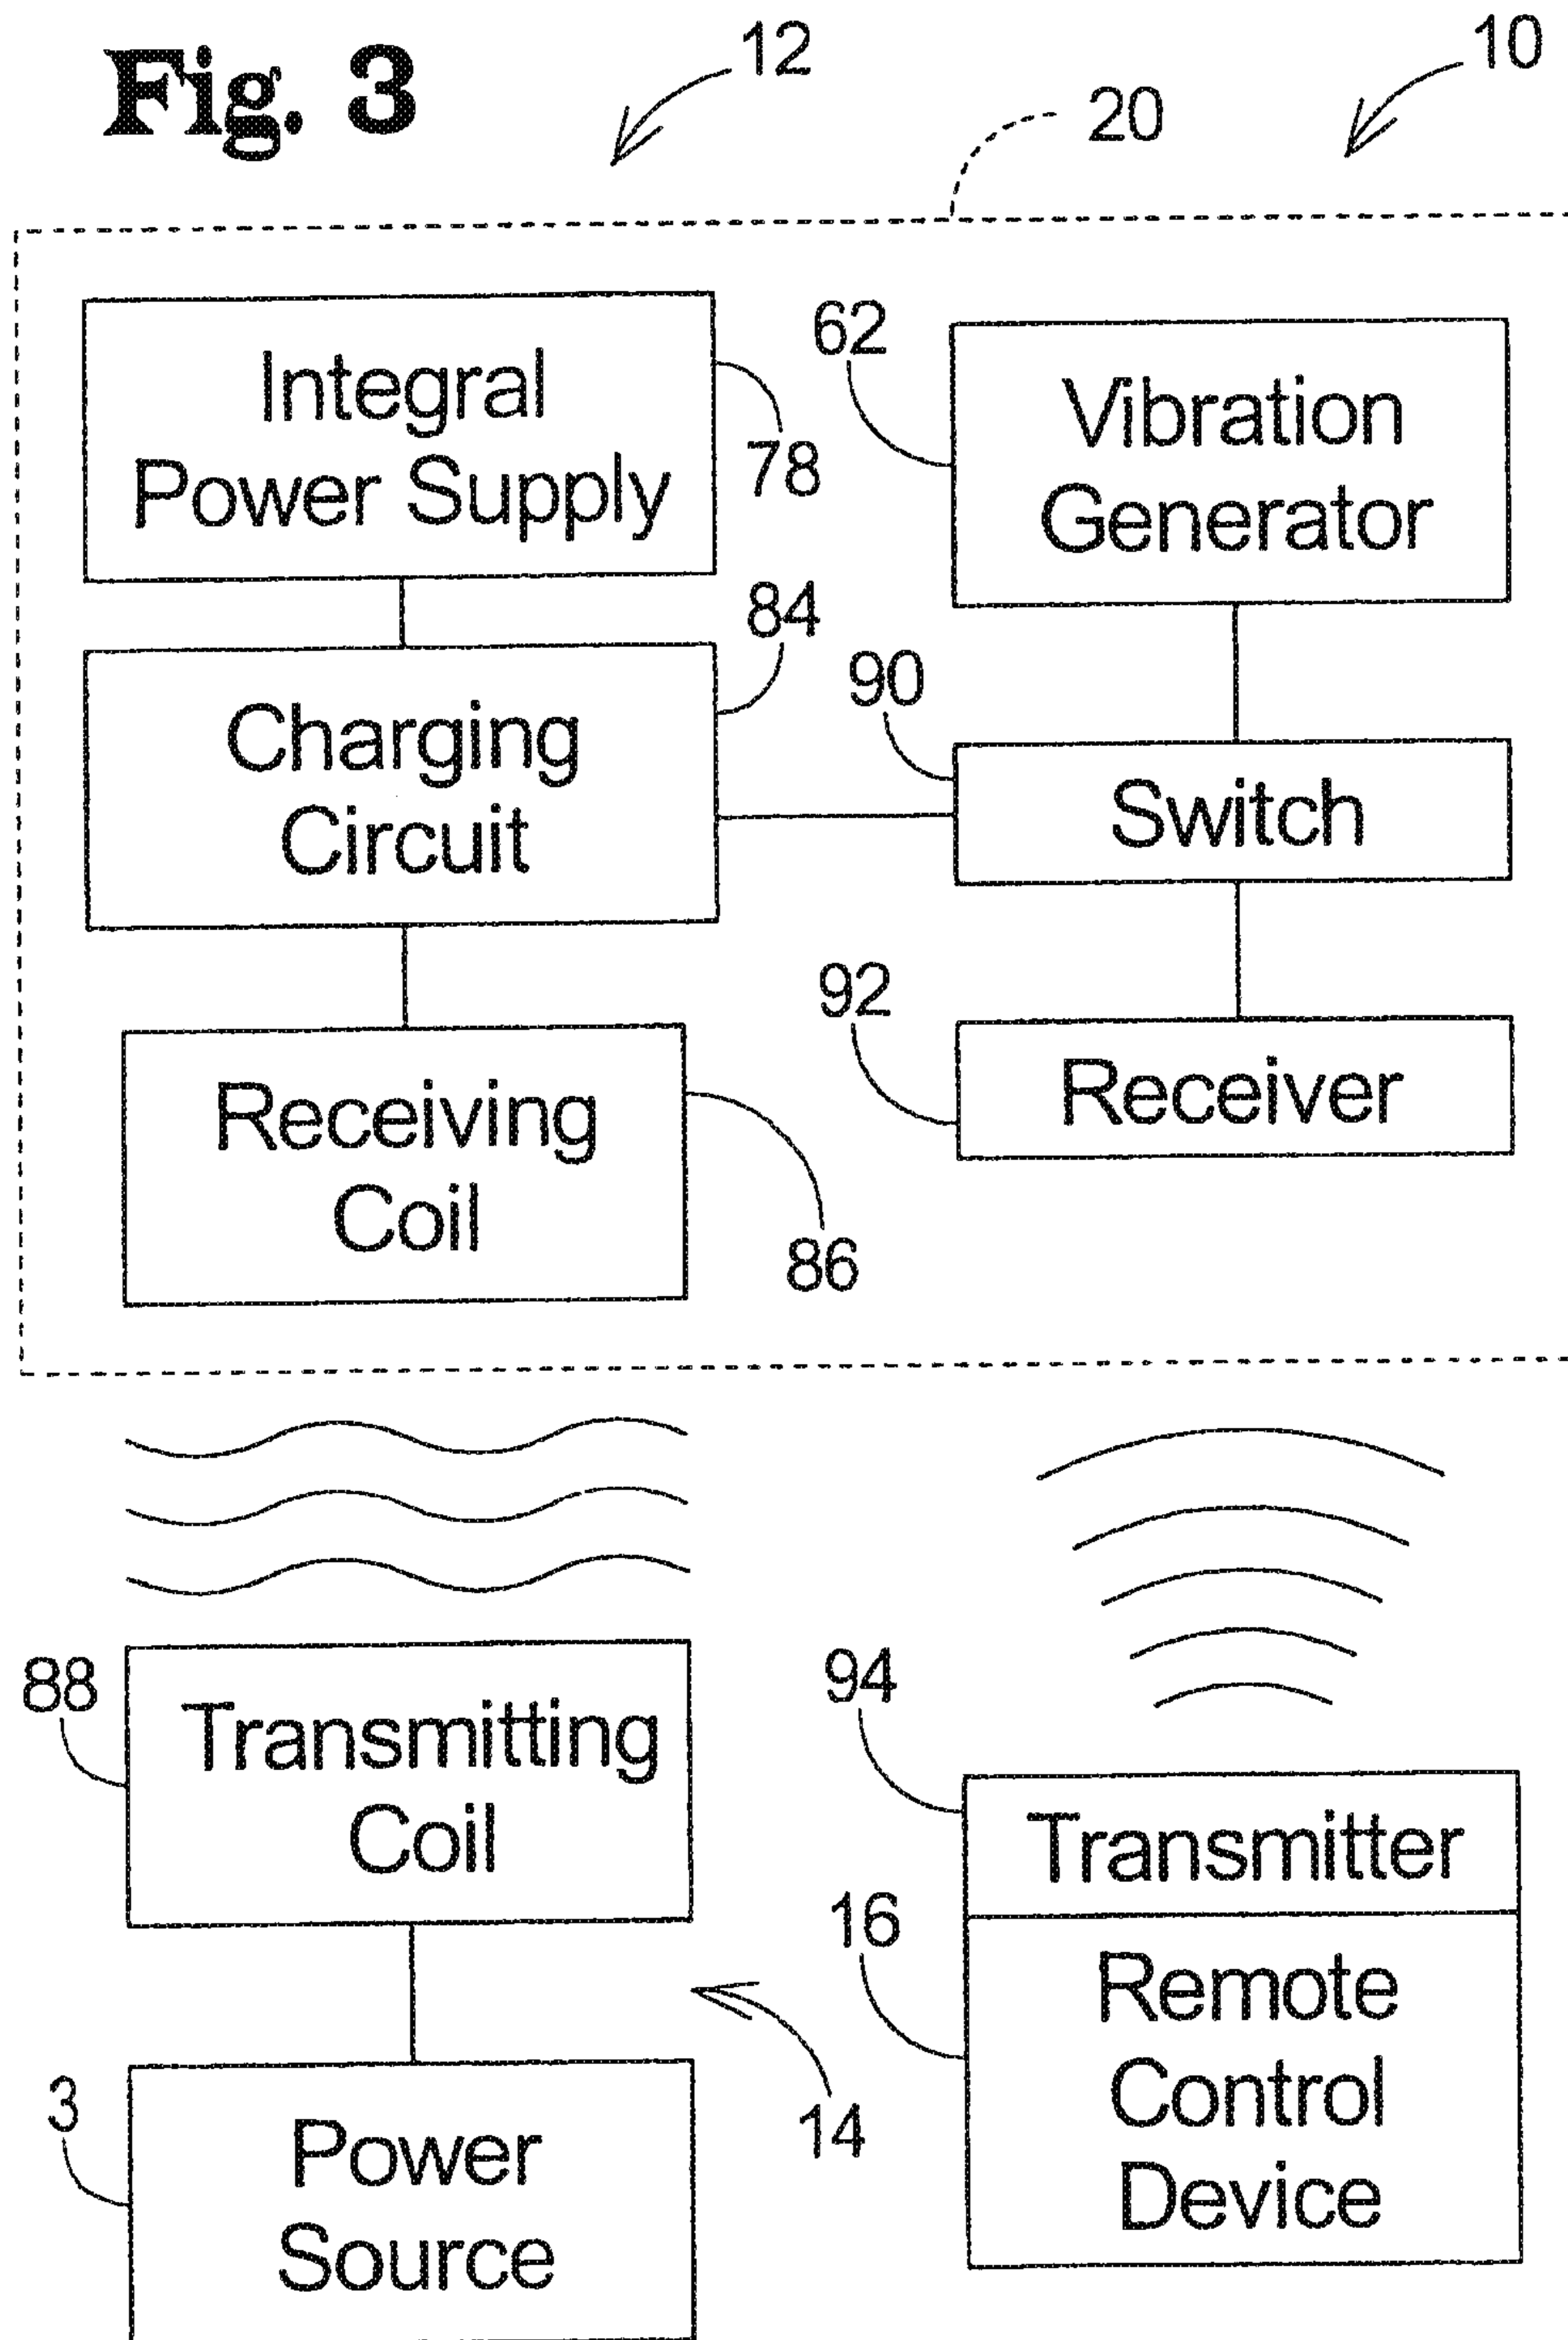 Fig. 3
12
10
20
Integral
Power Supply
78
62
Vibration
Generator
84
Charging
Circuit
90
Switch
92
Receiver
Receiving
Coil
86
88
Transmitting
Coil
94
Transmitter
16
Remote
Control
Device
14
3
Power
Source